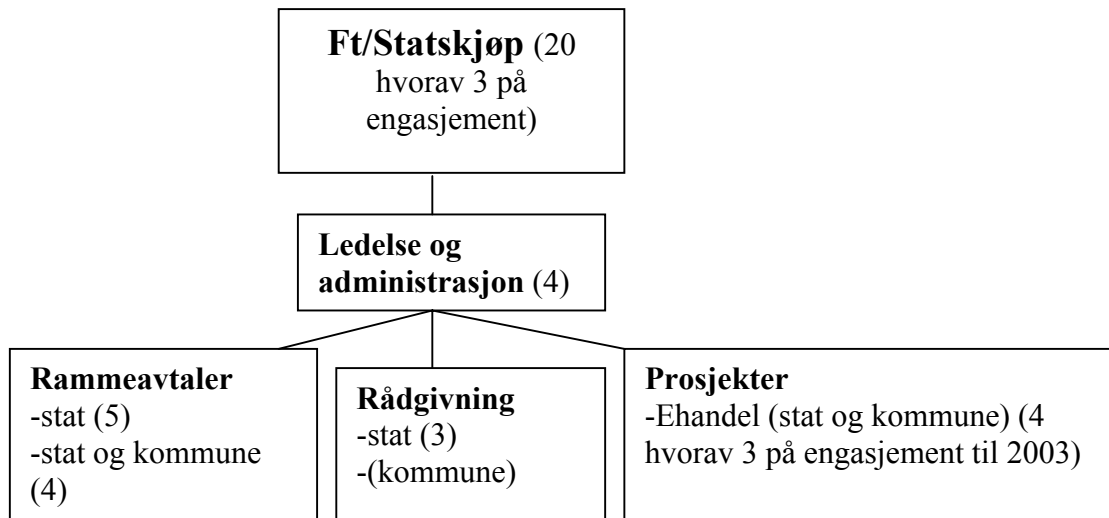 Ft/Statskjøp (20
hvorav 3 på
engasjement)
Ledelse og
administrasjon (4)
Rammeavtaler
-stat (5)
-stat og kommune
(4)
Rådgivning
-stat (3)
-(kommune)
Prosjekter
-Ehandel (stat og kommune) (4
hvorav 3 på engasjement til 2003)